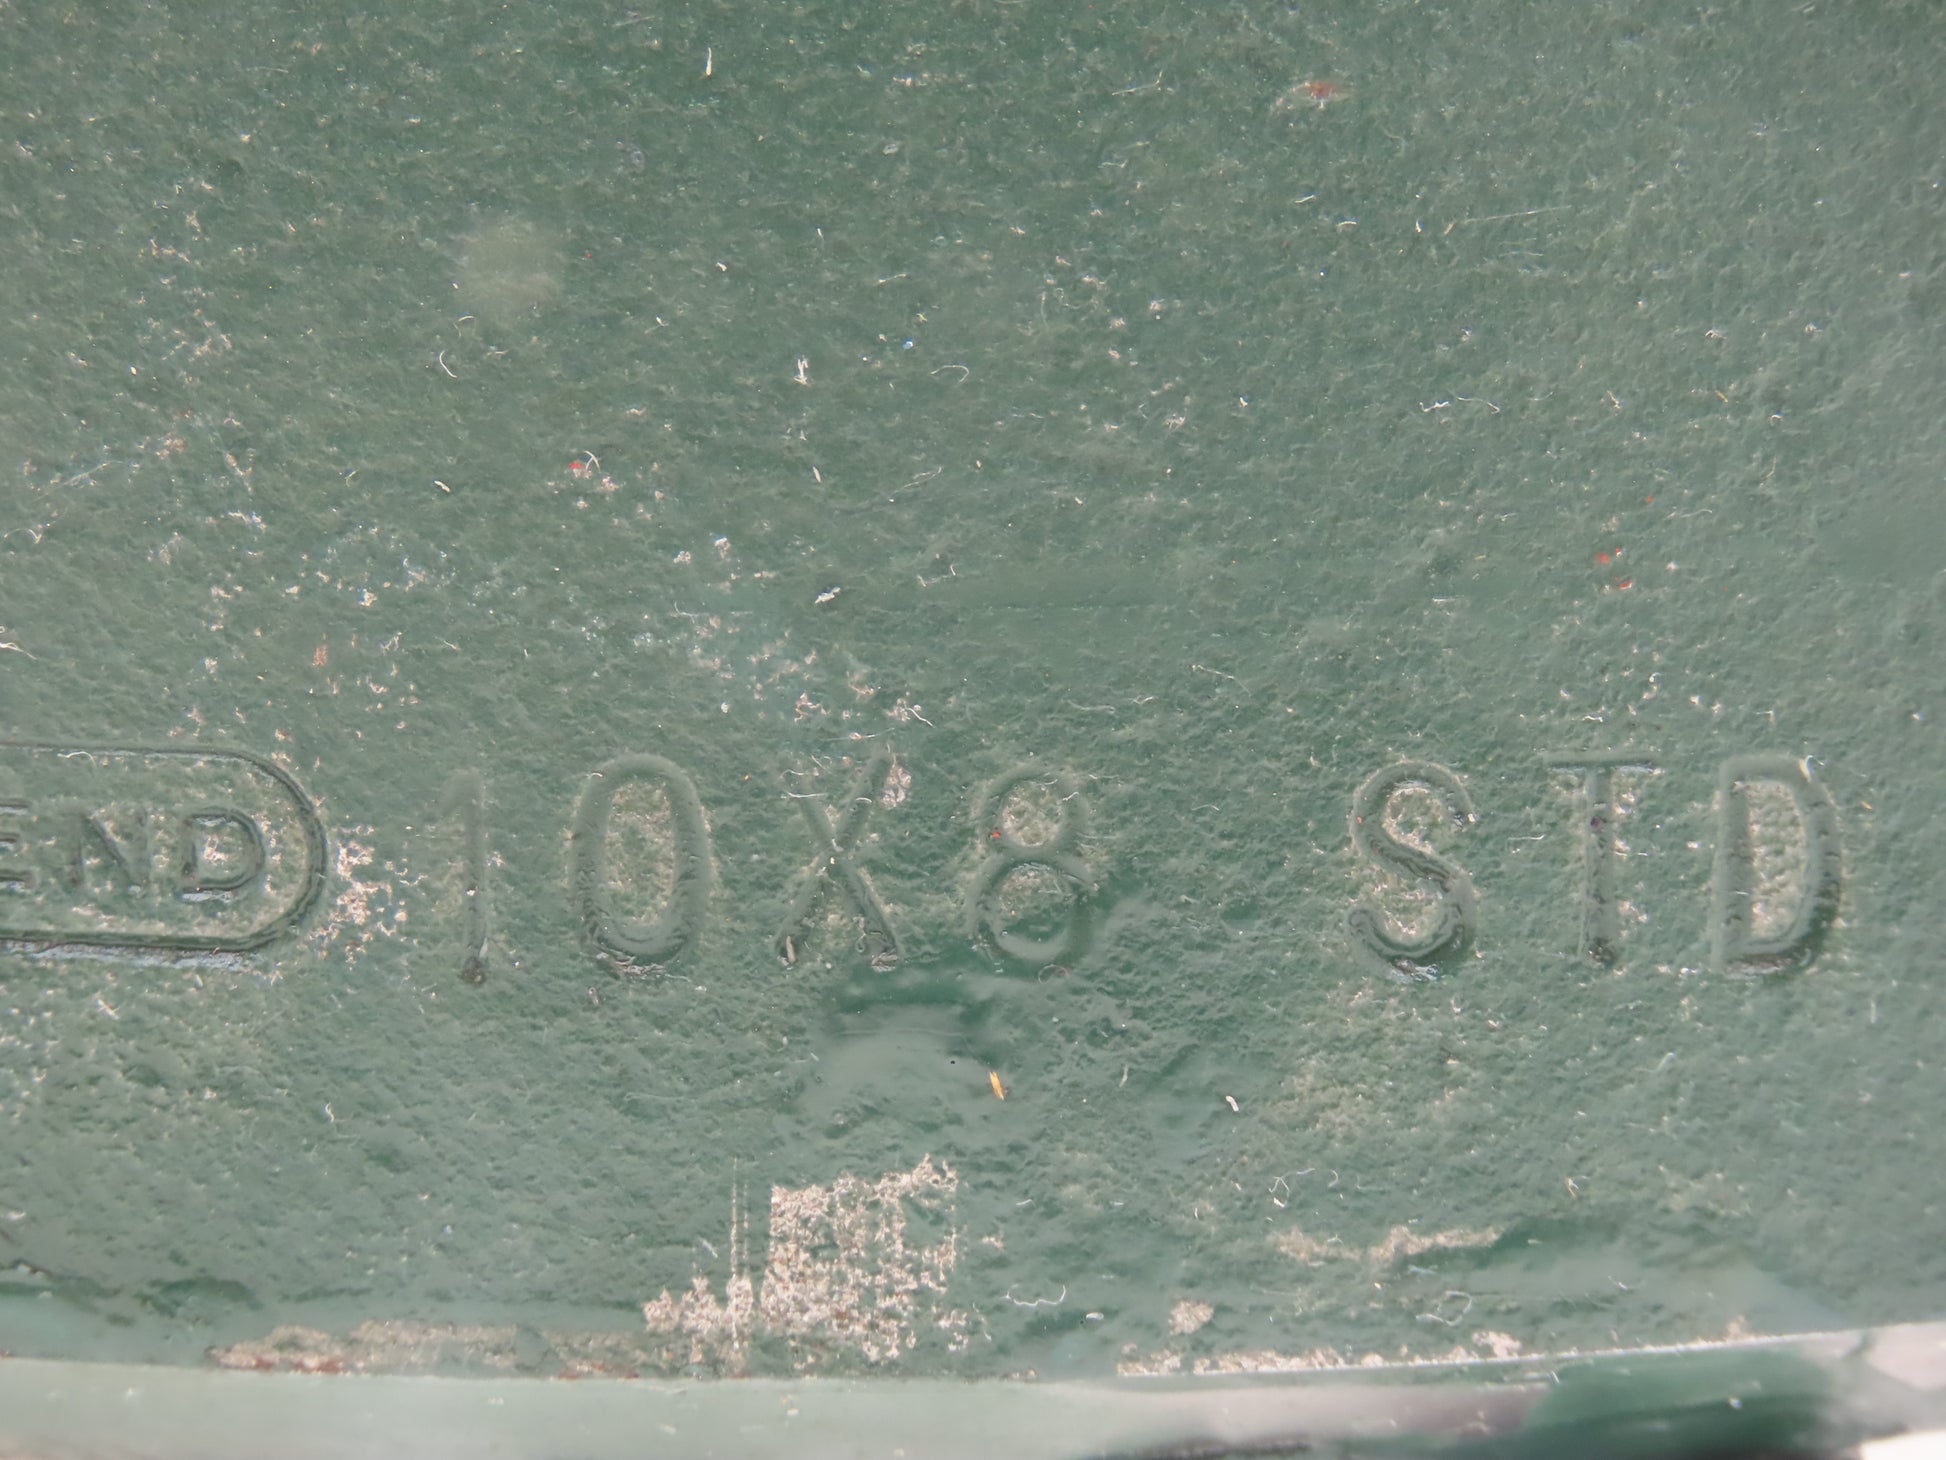 END 10X8 STD